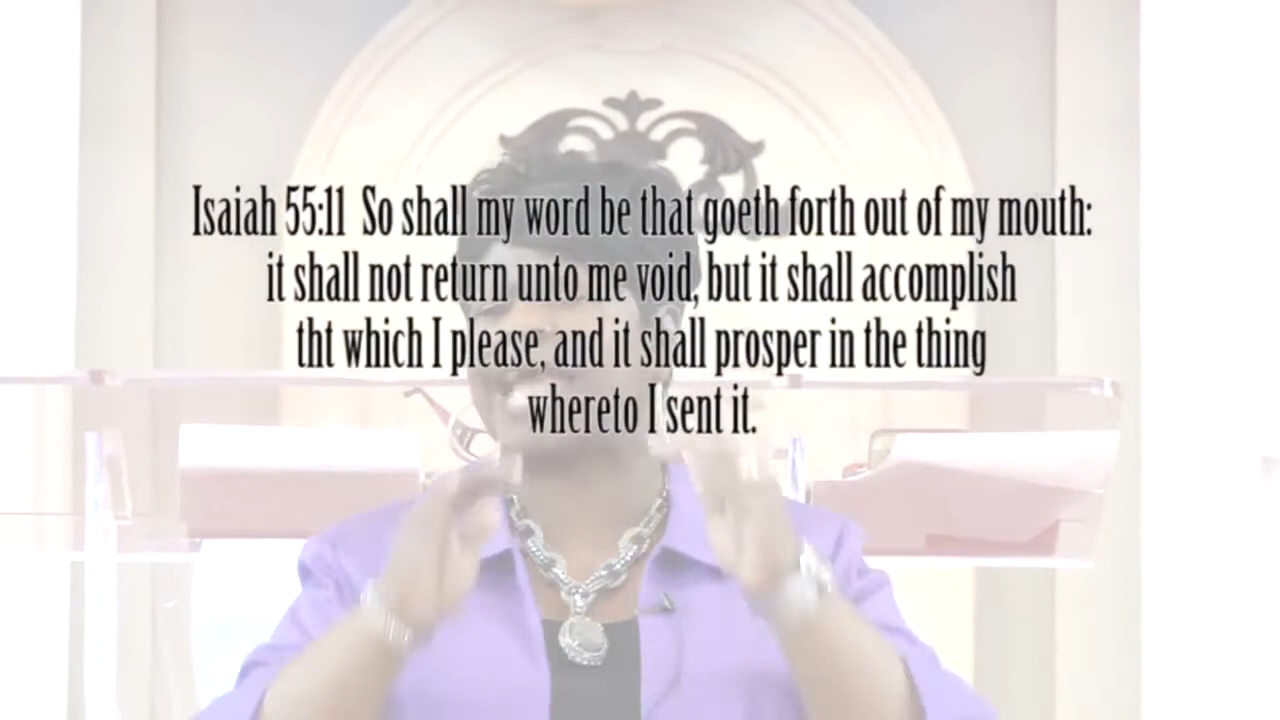 Isaiah 55:11  So shall my word be that goeth forth out of my mouth:
it shall not return unto me void, but it shall accomplish
tht which I please, and it shall prosper in the thing
whereto I sent it.